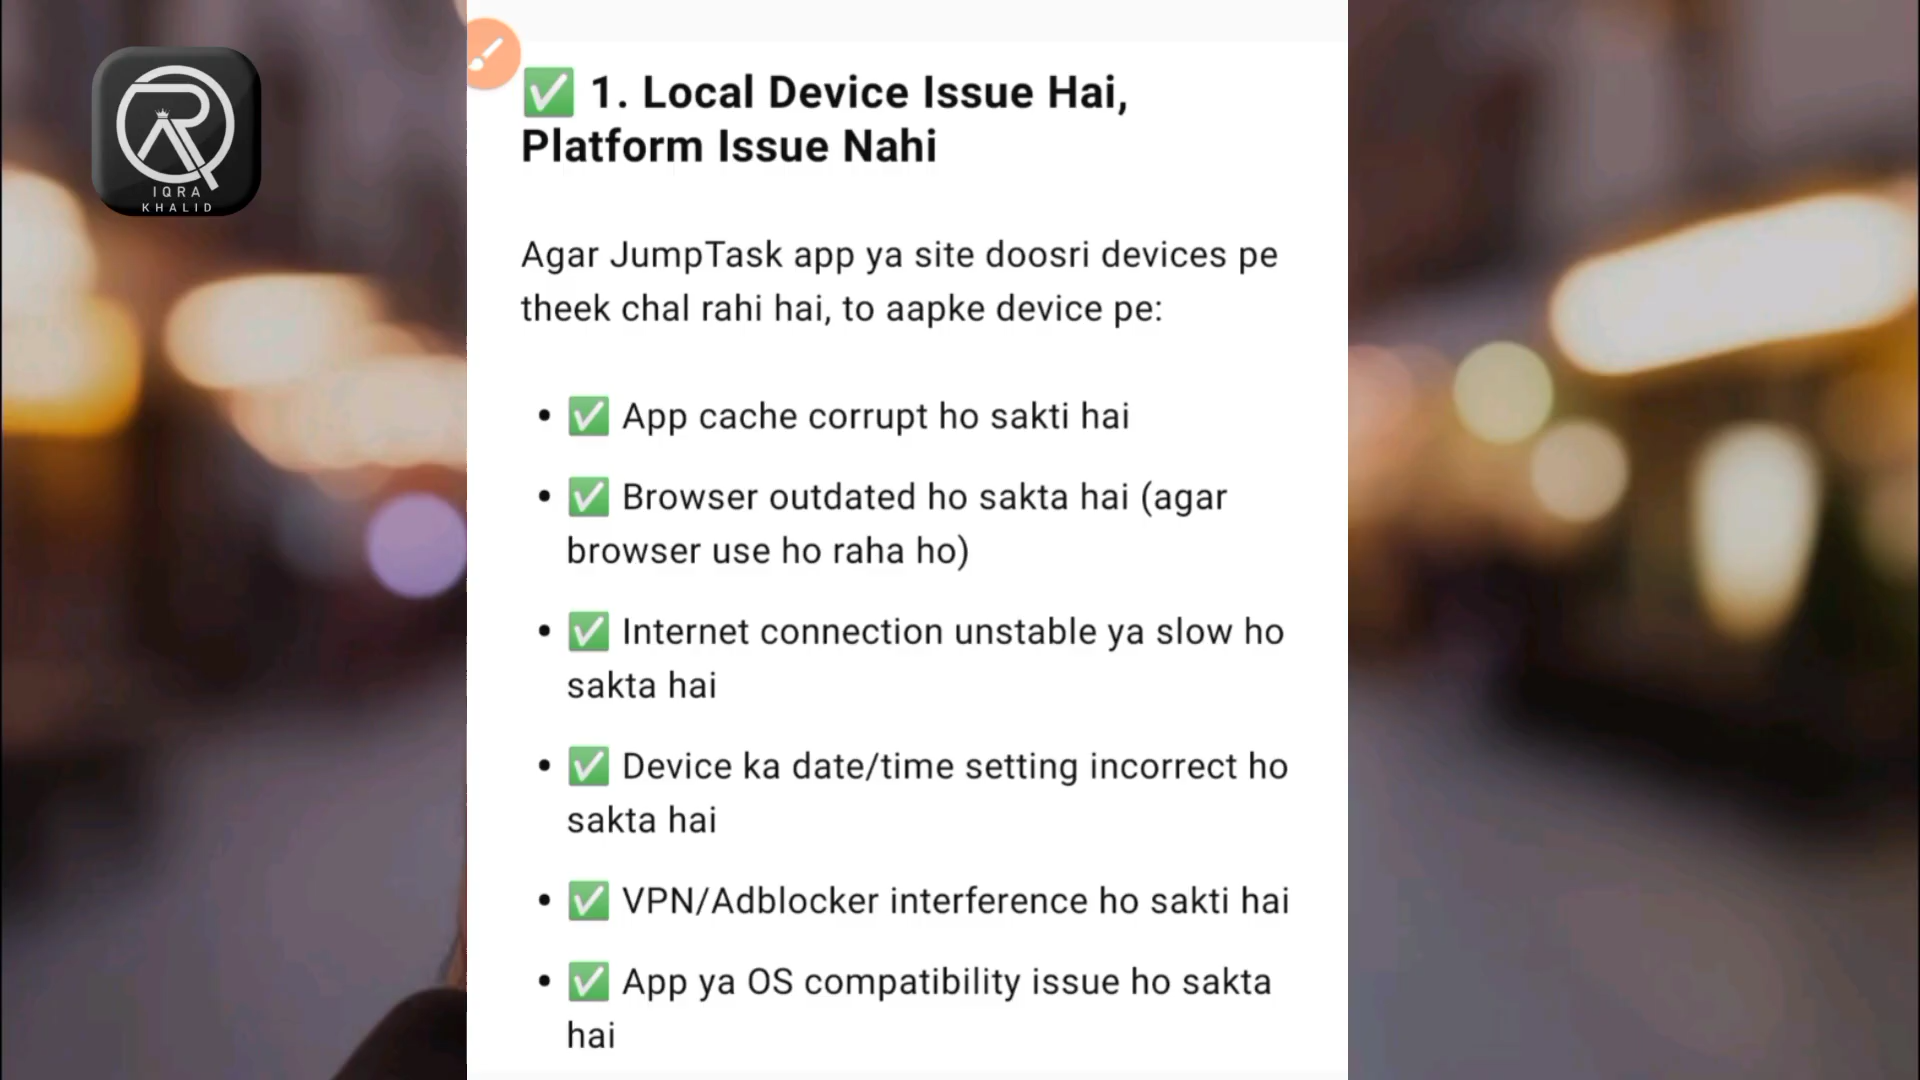 IQRA
KHALID
✅ 1. Local Device Issue Hai,
Platform Issue Nahi
Agar JumpTask app ya site doosri devices pe
theek chal rahi hai, to aapke device pe:
• ✅ App cache corrupt ho sakti hai
• ✅ Browser outdated ho sakta hai (agar
browser use ho raha ho)
• ✅ Internet connection unstable ya slow ho
sakta hai
• ✅ Device ka date/time setting incorrect ho
sakta hai
• ✅ VPN/Adblocker interference ho sakti hai
• ✅ App ya OS compatibility issue ho sakta
hai